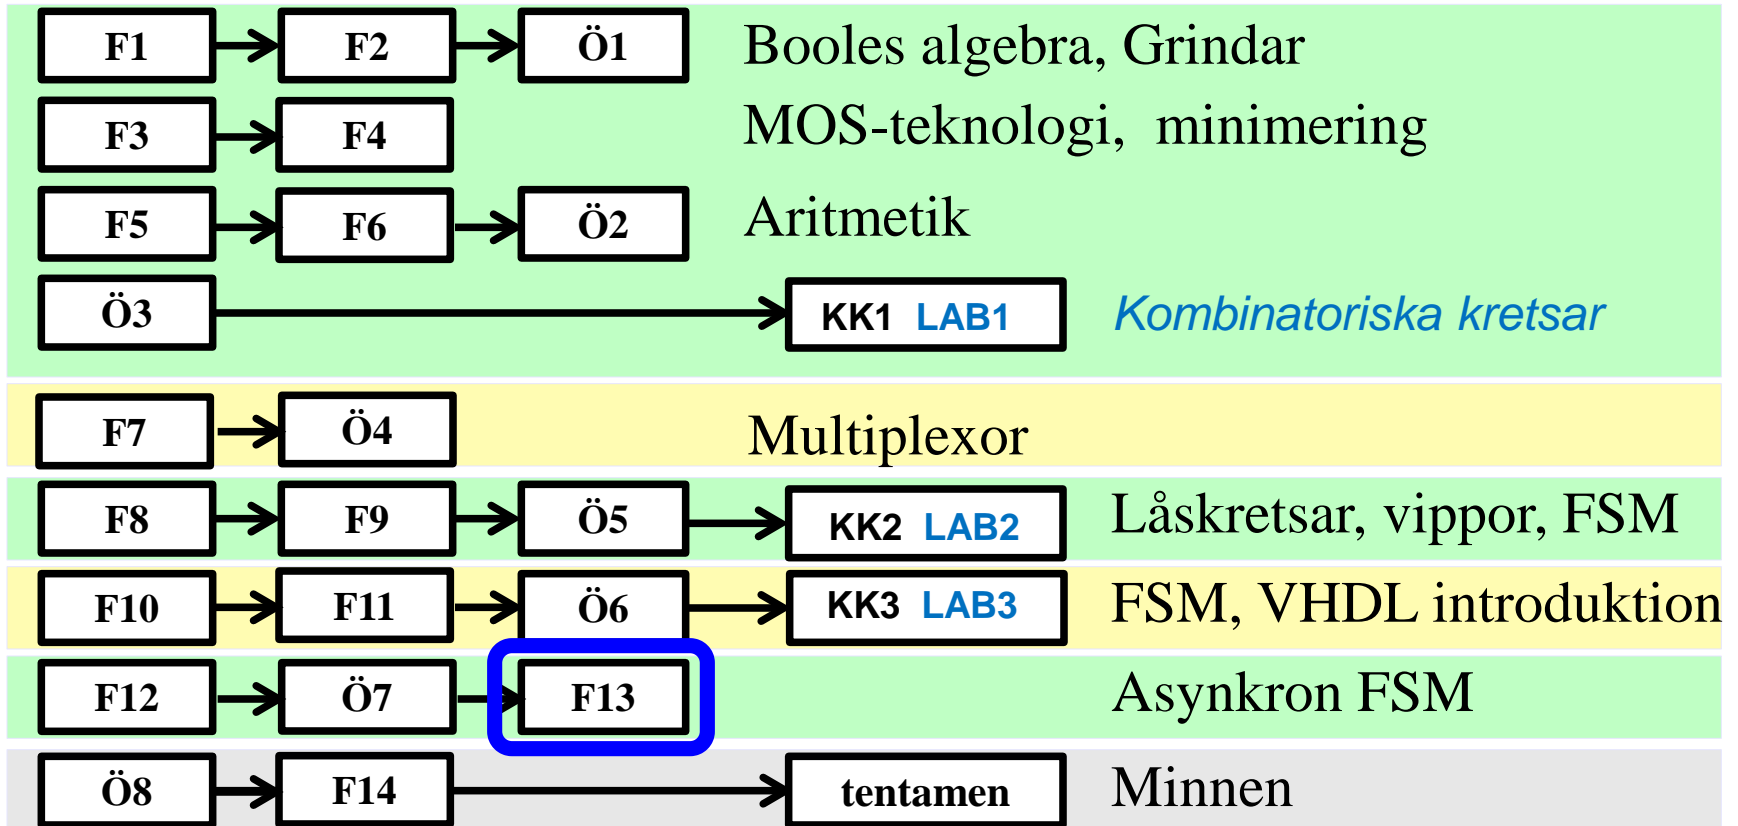 F1 F2 Ö1 Booles algebra, Grindar
F3 F4 MOS-teknologi, minimering
F5 F6 Ö2 Aritmetik
Ö3 KK1 LAB1 Kombinatoriska kretsar
F7 Ö4 Multiplexor
F8 F9 Ö5 KK2 LAB2 Låskretsar, vippor, FSM
F10 F11 Ö6 KK3 LAB3 FSM, VHDL introduktion
F12 Ö7 F13 Asynkron FSM
Ö8 F14 tentamen Minnen